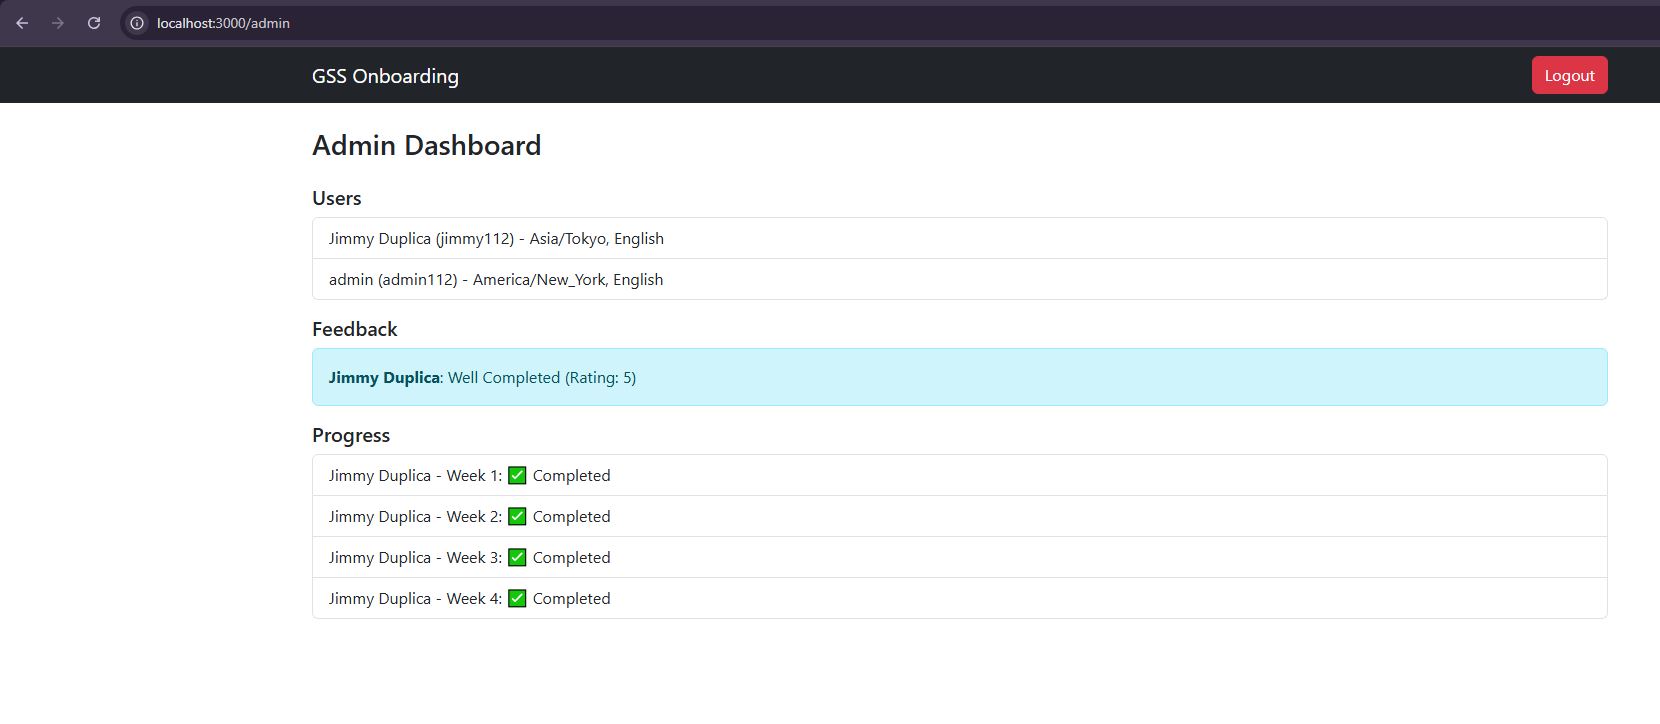 localhost:3000/admin
GSS Onboarding
Logout
Admin Dashboard
Users
Jimmy Duplica (jimmy112) - Asia/Tokyo, English
admin (admin112) - America/New_York, English
Feedback
Jimmy Duplica: Well Completed (Rating: 5)
Progress
Jimmy Duplica - Week 1: ✅ Completed
Jimmy Duplica - Week 2: ✅ Completed
Jimmy Duplica - Week 3: ✅ Completed
Jimmy Duplica - Week 4: ✅ Completed